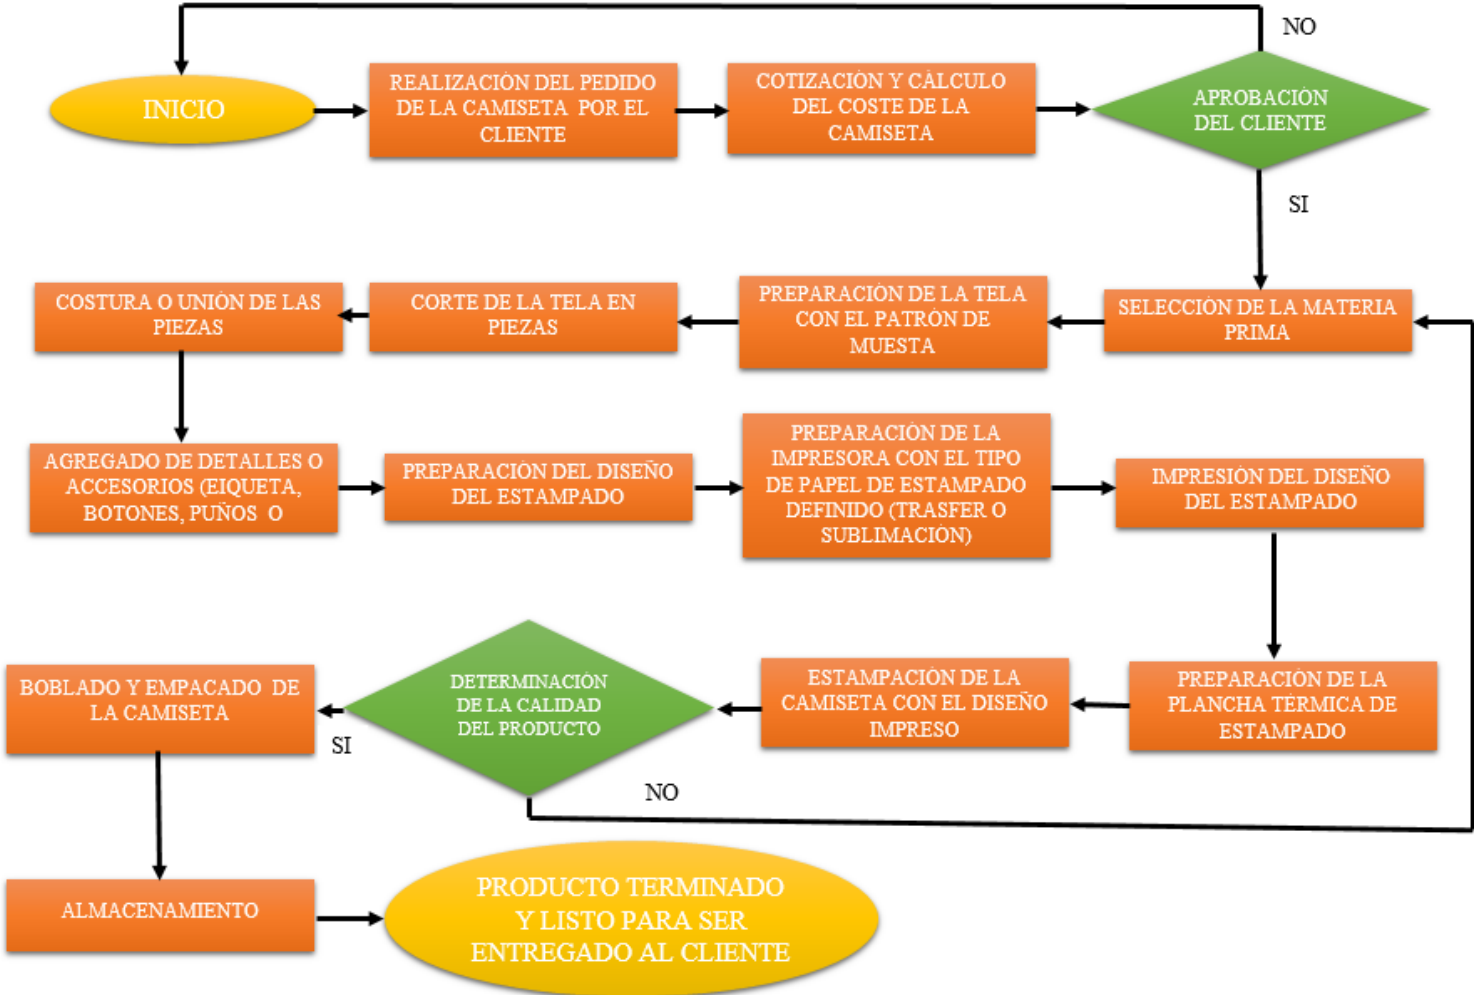 NO
INICIO
REALIZACIÓN DEL PEDIDO
DE LA CAMISETA POR EL
CLIENTE
COTIZACIÓN Y CÀLCULO
DEL COSTE DE LA
CAMISETA
APROBACIÓN
DEL CLIENTE
SI
COSTURA O UNIÓN DE LAS
PIEZAS
CORTE DE LA TELA EN
PIEZAS
PREPARACIÓN DE LA TELA
CON EL PATRÓN DE
MUESTA
SELECCIÓN DE LA MATERIA
PRIMA
AGREGADO DE DETALLES O
ACCESORIOS (EIQUETA,
BOTONES, PUÑOS O
PREPARACIÓN DEL DISEÑO
DEL ESTAMPADO
PREPARACIÓN DE LA
IMPRESORA CON EL TIPO
DE PAPEL DE ESTAMPADO
DEFINIDO (TRASFER O
SUBLIMACIÓN)
IMPRESIÓN DEL DISEÑO
DEL ESTAMPADO
BOBLADO Y EMPACADO DE
LA CAMISETA
SI
DETERMINACIÓN
DE LA CALIDAD
DEL PRODUCTO
NO
ESTAMPACIÓN DE LA
CAMISETA CON EL DISEÑO
IMPRESO
PREPARACIÓN DE LA
PLANCHA TÉRMICA DE
ESTAMPADO
ALMACENAMIENTO
PRODUCTO TERMINADO
Y LISTO PARA SER
ENTREGADO AL CLIENTE